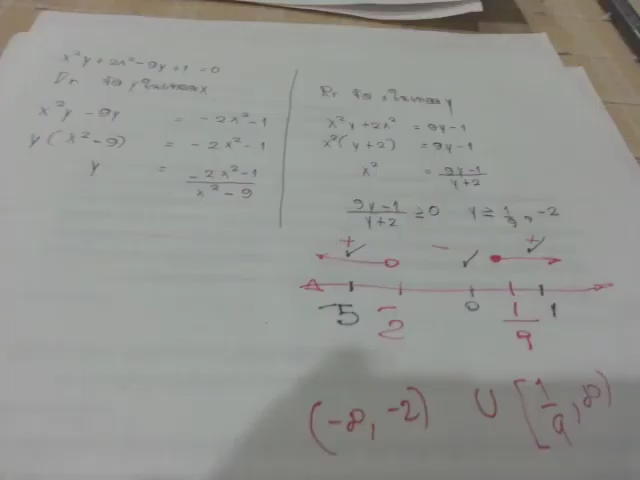 x²y + 2x² - 9y + 1 = 0
x²y - 9y = -2x² - 1
y(x² - 9) = -2x² - 1
y = -2x² - 1 / x² - 9
x²y + 2x² = 9y - 1
x²(y + 2) = 9y - 1
x² = 9y - 1 / y + 2
9y - 1 / y + 2 ≥ 0 y ≥ 1/9, -2
+ ✓ - ✓ + ✓
-5 -2 0 1/9 1
(-∞, -2) ∪ [1/9, ∞)